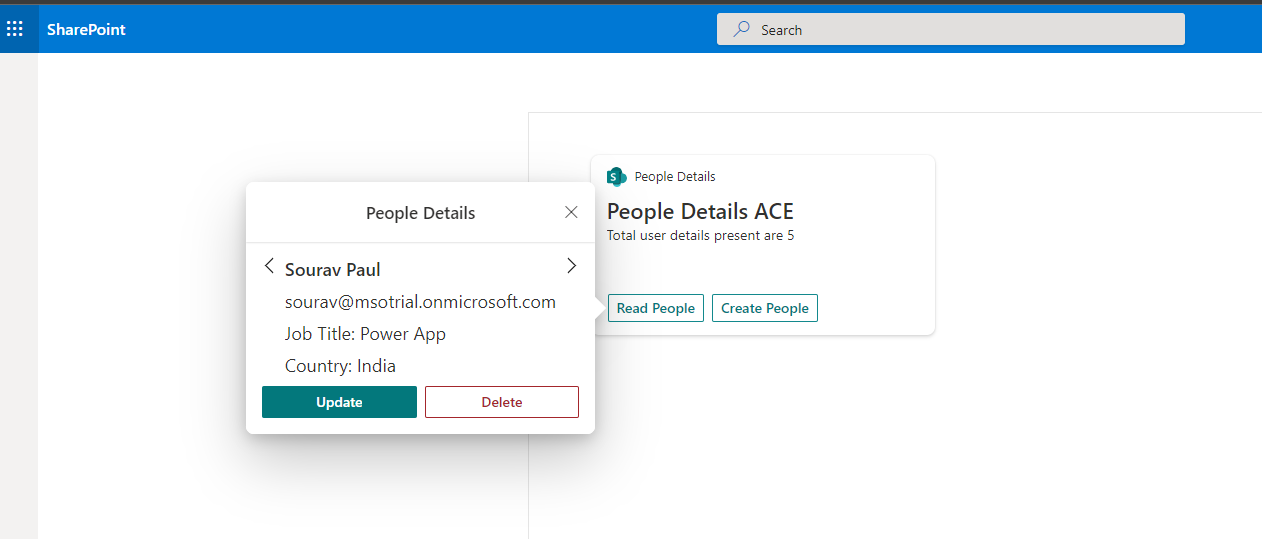 SharePoint
Search
People Details
People Details ACE
Total user details present are 5
Read People
Create People
People Details
Sourav Paul
sourav@msotrial.onmicrosoft.com
Job Title: Power App
Country: India
Update
Delete